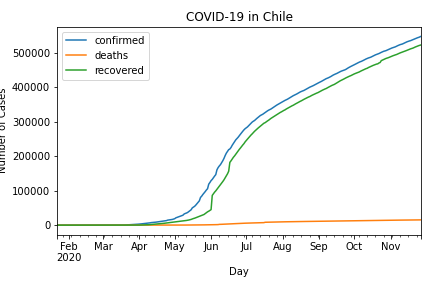 COVID-19 in Chile
confirmed
deaths
recovered
Number of Cases
500000
400000
300000
200000
100000
0
Feb Mar Apr May Jun Jul Aug Sep Oct Nov
2020
Day